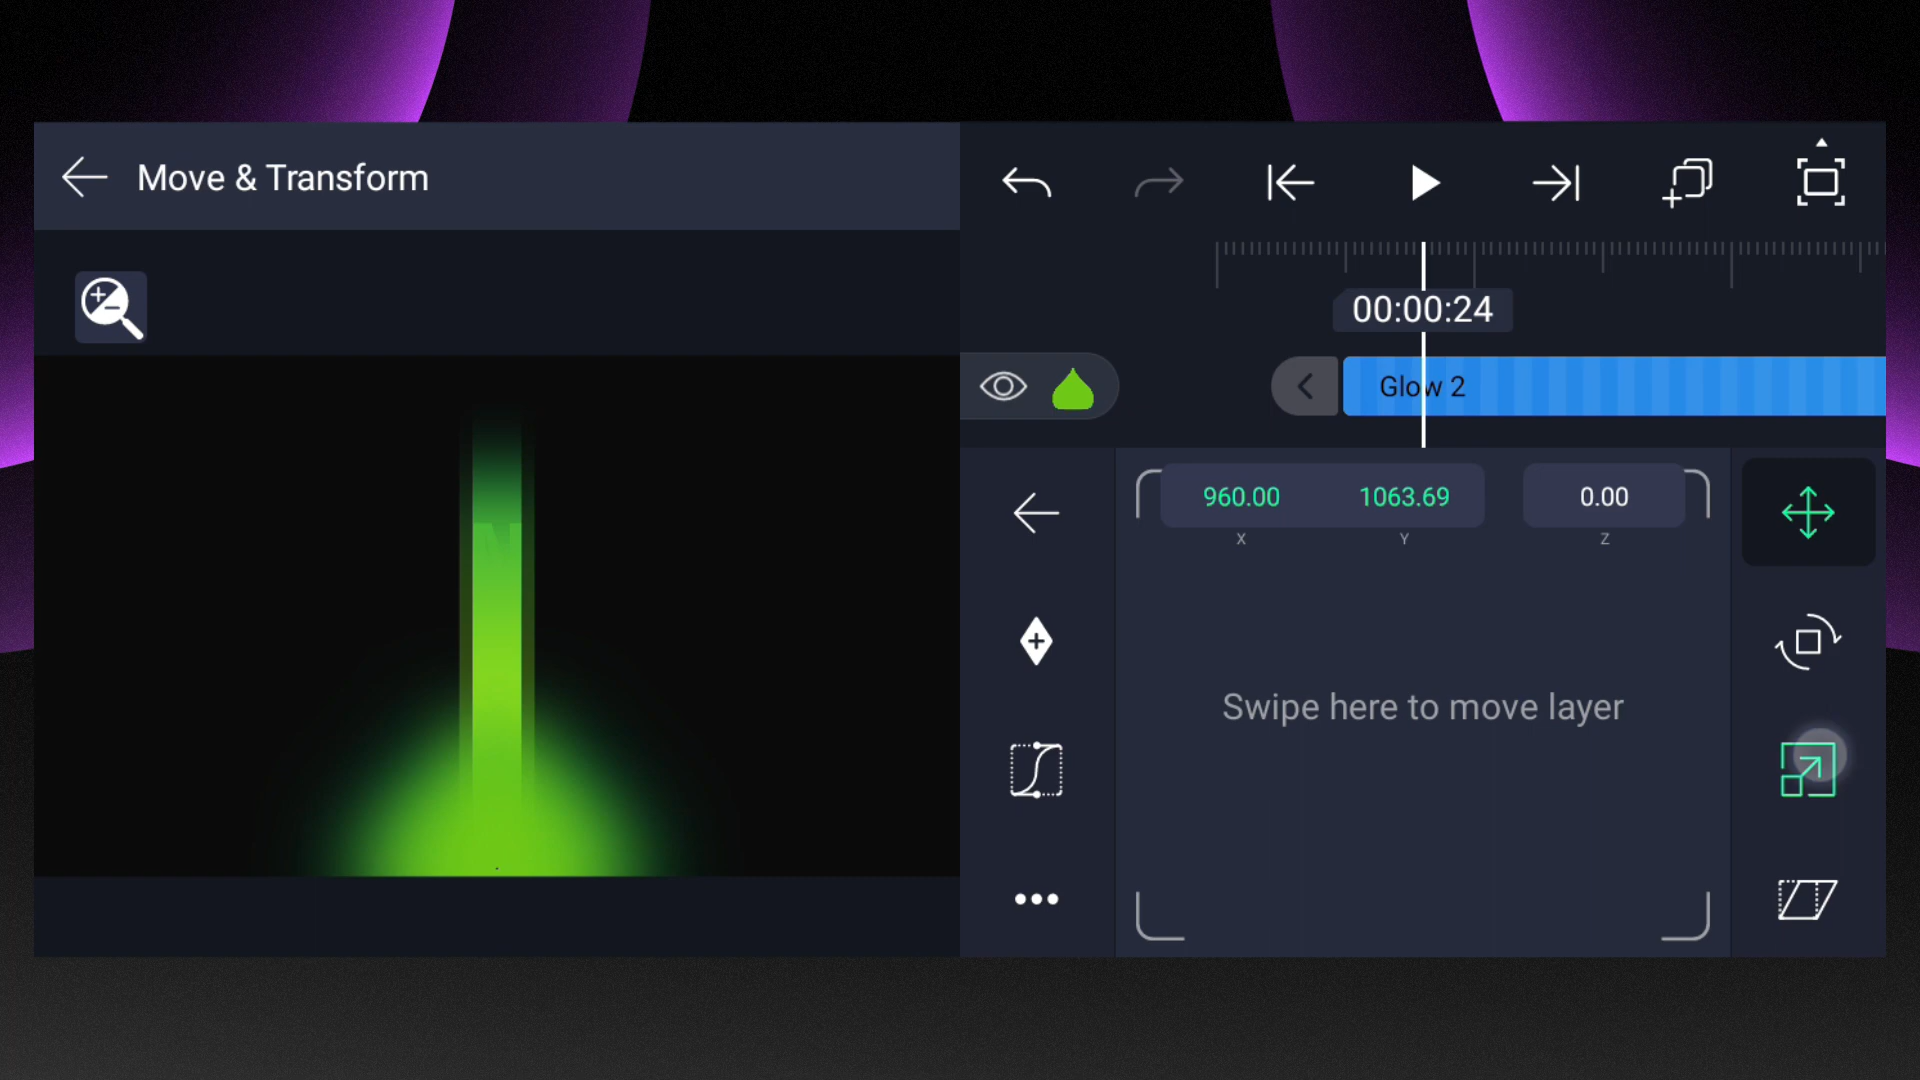 Move & Transform
00:00:24
Glow 2
960.00 1063.69 0.00
X Y Z
Swipe here to move layer